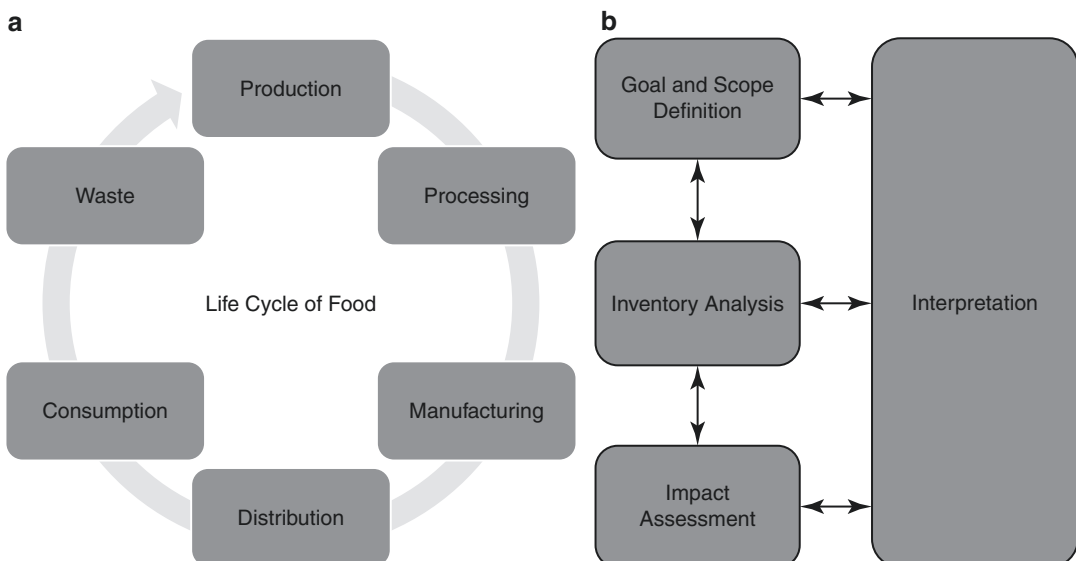 a
Production
Processing
Manufacturing
Distribution
Consumption
Waste
Life Cycle of Food
b
Goal and Scope
Definition
Inventory Analysis
Impact
Assessment
Interpretation